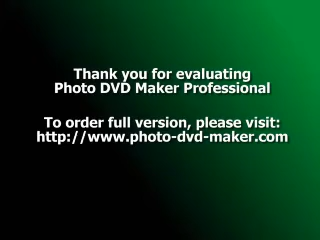 Thank you for evaluating
Photo DVD Maker Professional
To order full version, please visit:
http://www.photo-dvd-maker.com